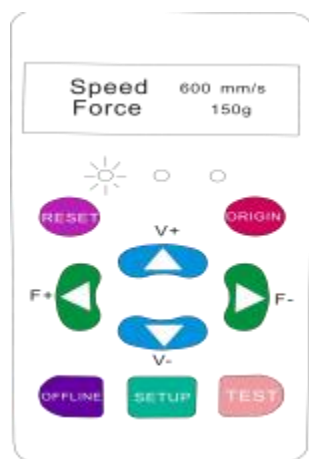 Speed 600 mm/s
Force 150g
RESET
ORIGIN
V+
F+
F-
V-
OFFLINE
SETUP
TEST